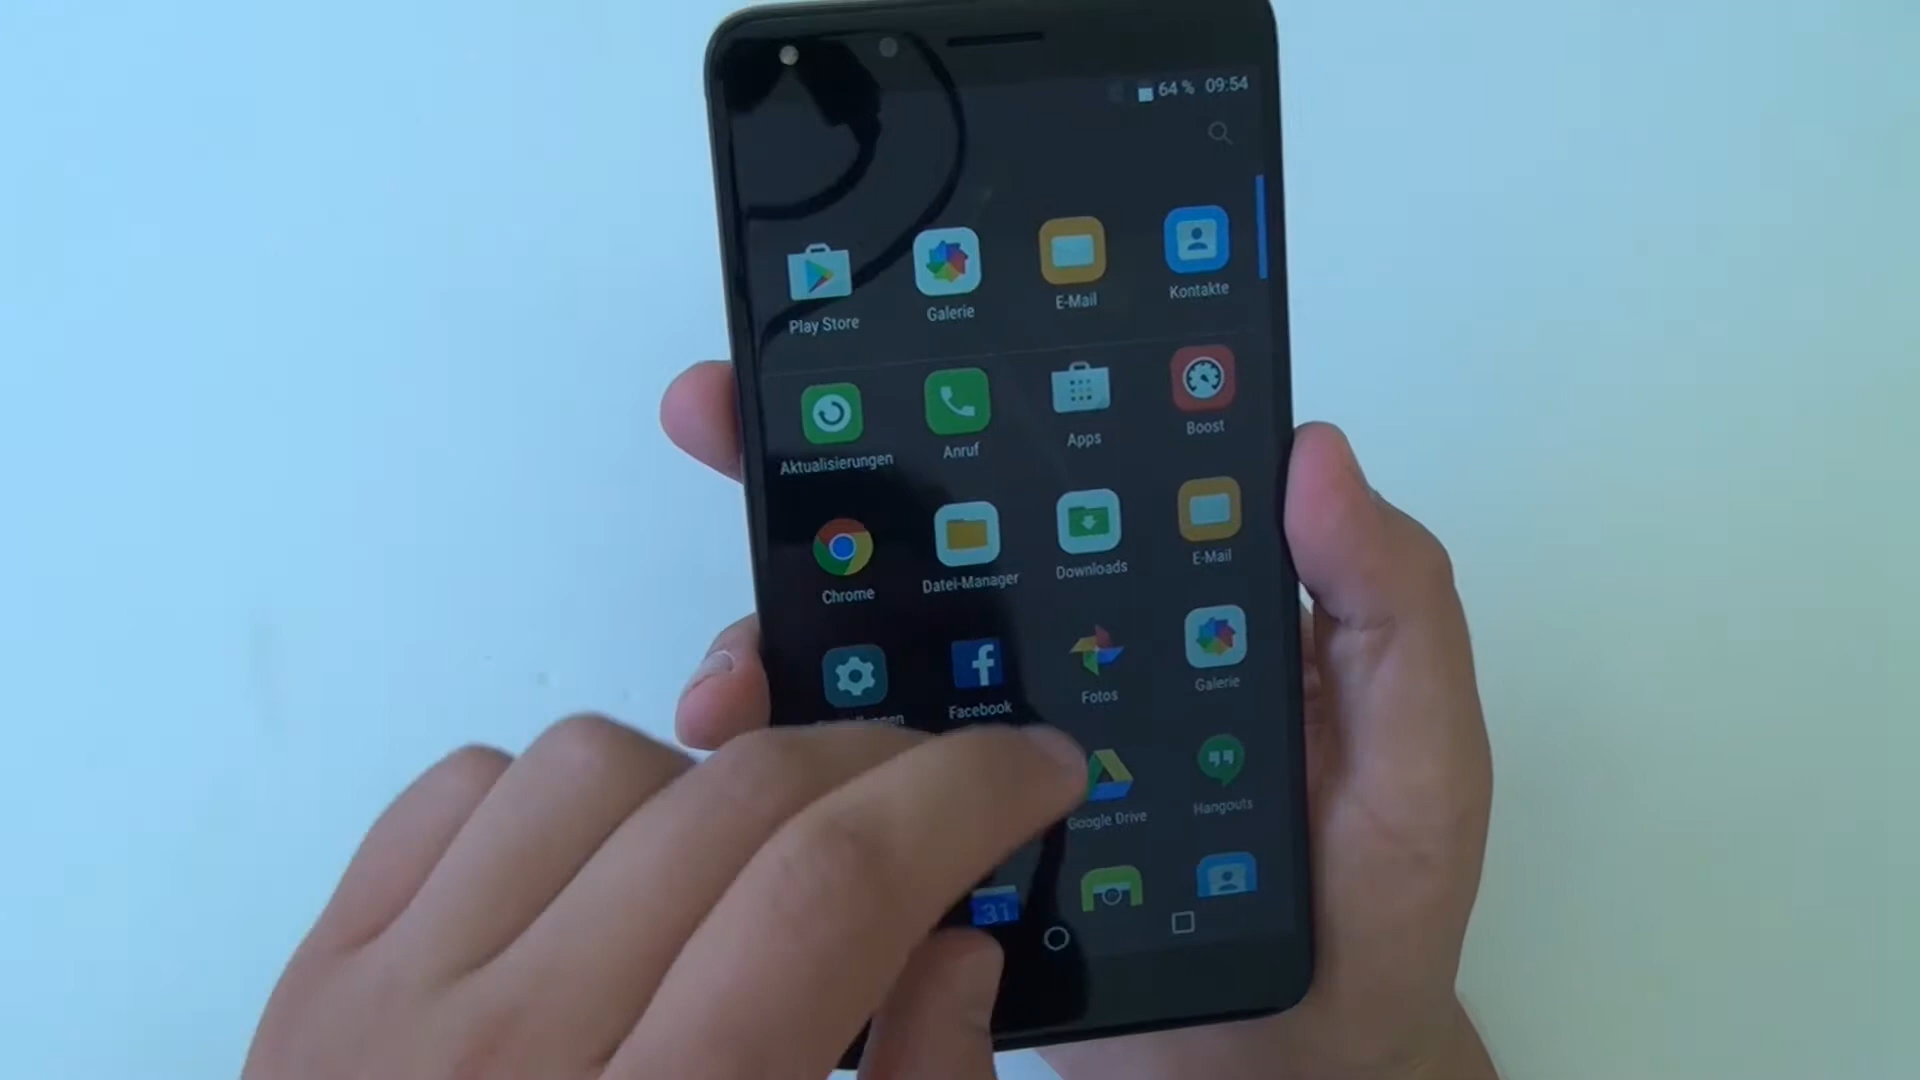 64 % 09:54
Play Store Galerie E-Mail Kontakte
Aktualisierungen Anruf Apps Boost
Chrome Datei-Manager Downloads E-Mail
Facebook Fotos Galerie
Google Drive Hangouts
31